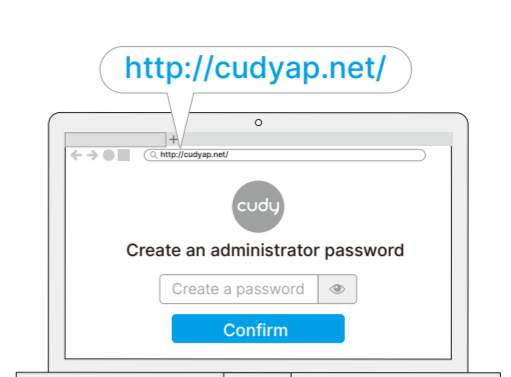 http://cudyap.net/
http://cudyap.net/
cudy
Create an administrator password
Create a password
Confirm